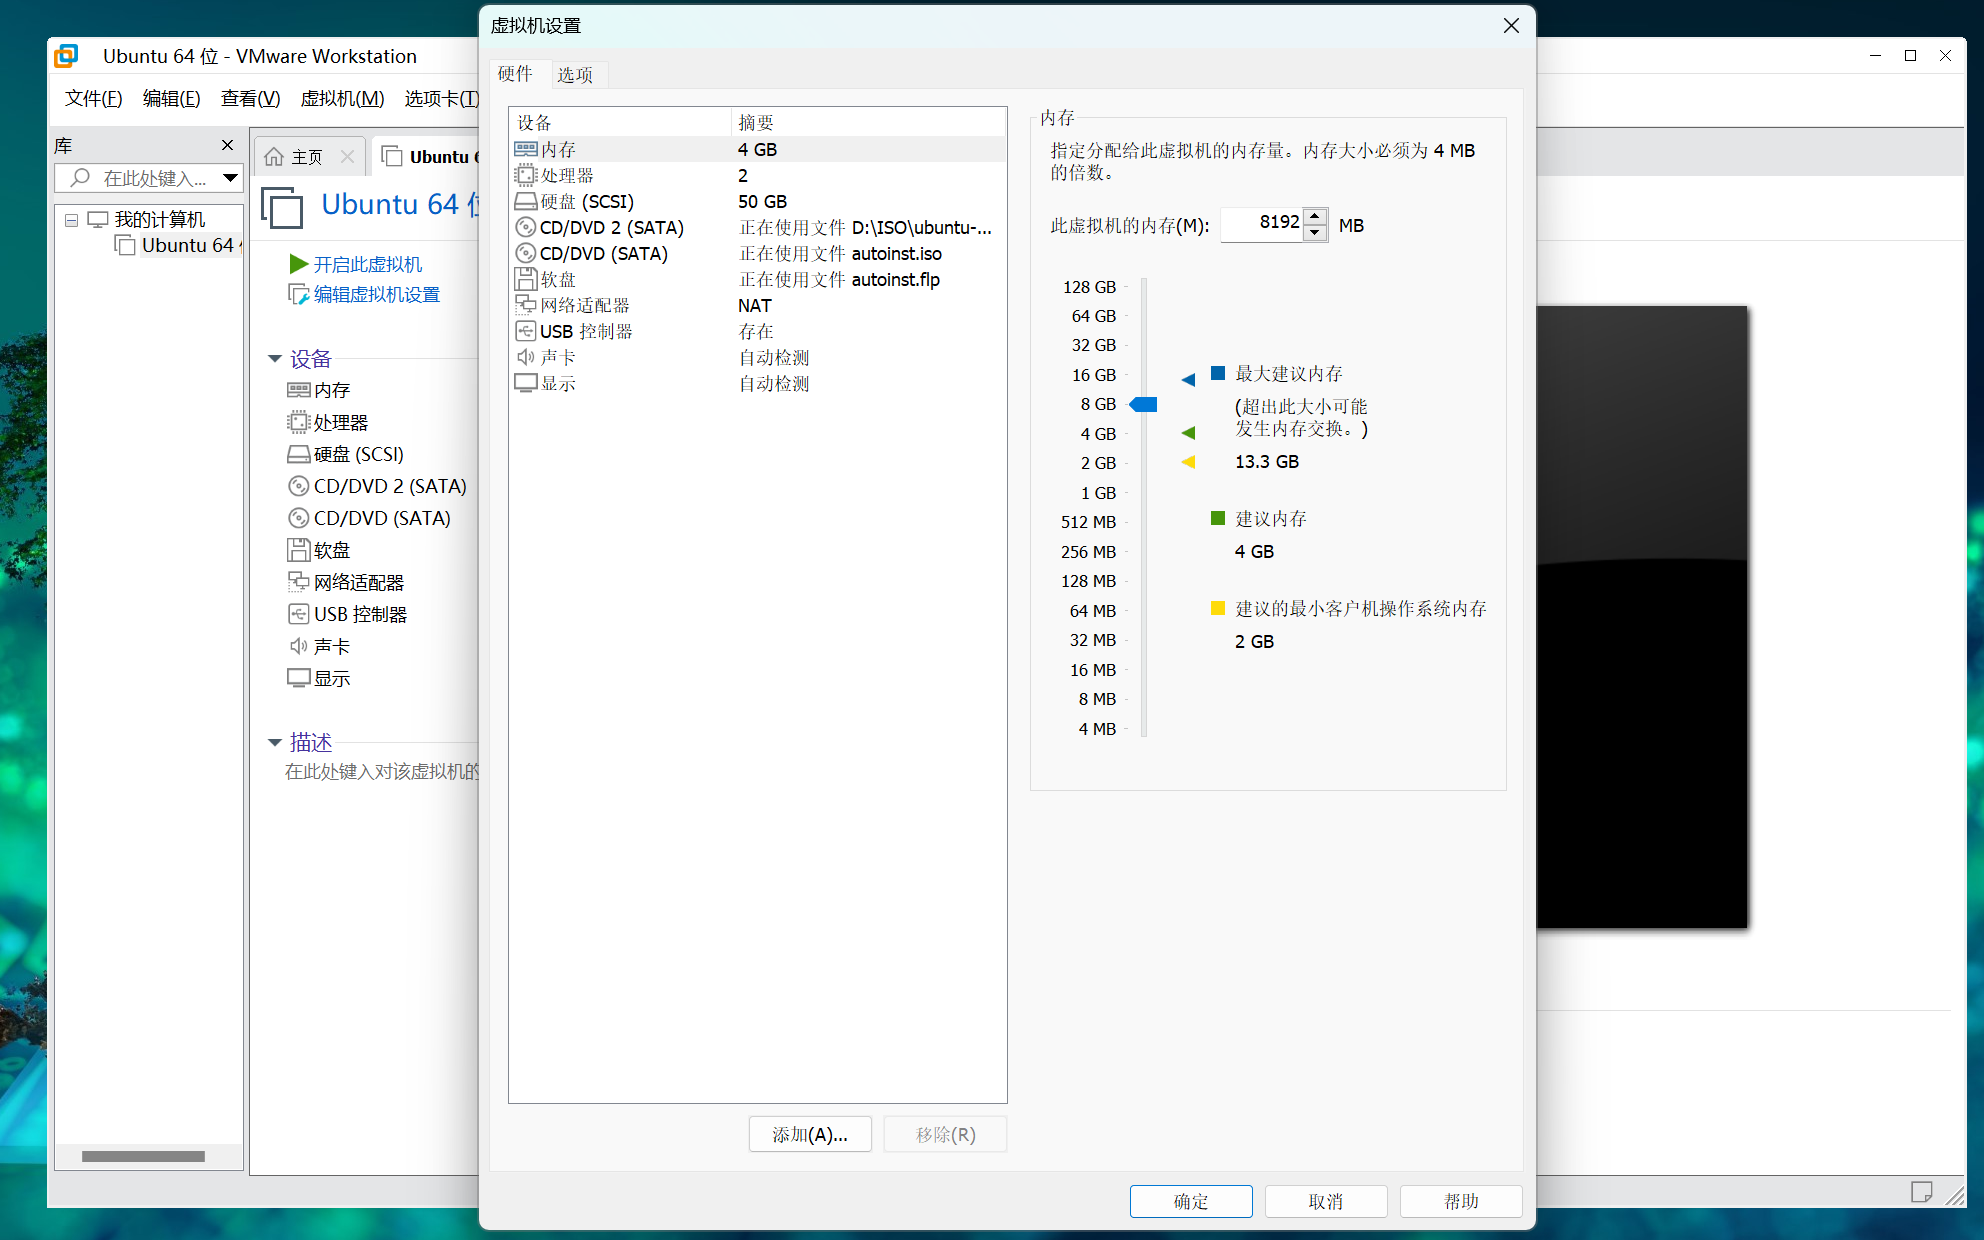 Ubuntu 64 位 - VMware Workstation
文件(F) 编辑(E) 查看(V) 虚拟机(M) 选项卡(T)
库
在此处键入...
我的计算机
Ubuntu 64
主页
Ubuntu 6
Ubuntu 64 位
开启此虚拟机
编辑虚拟机设置
设备
内存
处理器
硬盘 (SCSI)
CD/DVD 2 (SATA)
CD/DVD (SATA)
软盘
网络适配器
USB 控制器
声卡
显示
描述
在此处键入对该虚拟机的
虚拟机设置
硬件 选项
设备 摘要
内存 4 GB
处理器 2
硬盘 (SCSI) 50 GB
CD/DVD 2 (SATA) 正在使用文件 D:\ISO\ubuntu-...
CD/DVD (SATA) 正在使用文件 autoinst.iso
软盘 正在使用文件 autoinst.flp
网络适配器 NAT
USB 控制器 存在
声卡 自动检测
显示 自动检测
添加(A)... 移除(R)
内存
指定分配给此虚拟机的内存量。内存大小必须为 4 MB
的倍数。
此虚拟机的内存(M): 8192 MB
128 GB
64 GB
32 GB
16 GB
8 GB
4 GB
2 GB
1 GB
512 MB
256 MB
128 MB
64 MB
32 MB
16 MB
8 MB
4 MB
最大建议内存
(超出此大小可能
发生内存交换。)
13.3 GB
建议内存
4 GB
建议的最小客户机操作系统内存
2 GB
确定 取消 帮助